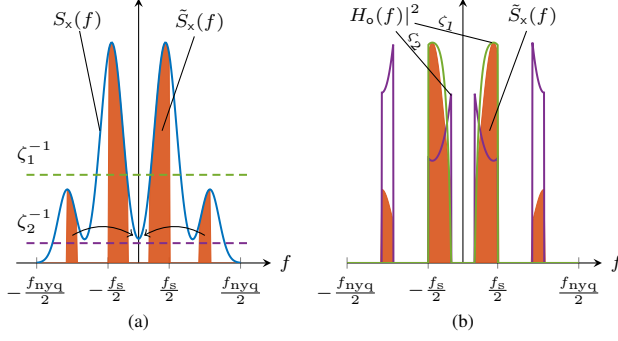 S_x(f)
S̃_x(f)
ζ_1^{-1}
ζ_2^{-1}
f
-f_nyq/2
-f_s/2
f_s/2
f_nyq/2
(a)
H_o(f)|^2
ζ_1
ζ_2
S̃_x(f)
f
-f_nyq/2
-f_s/2
f_s/2
f_nyq/2
(b)